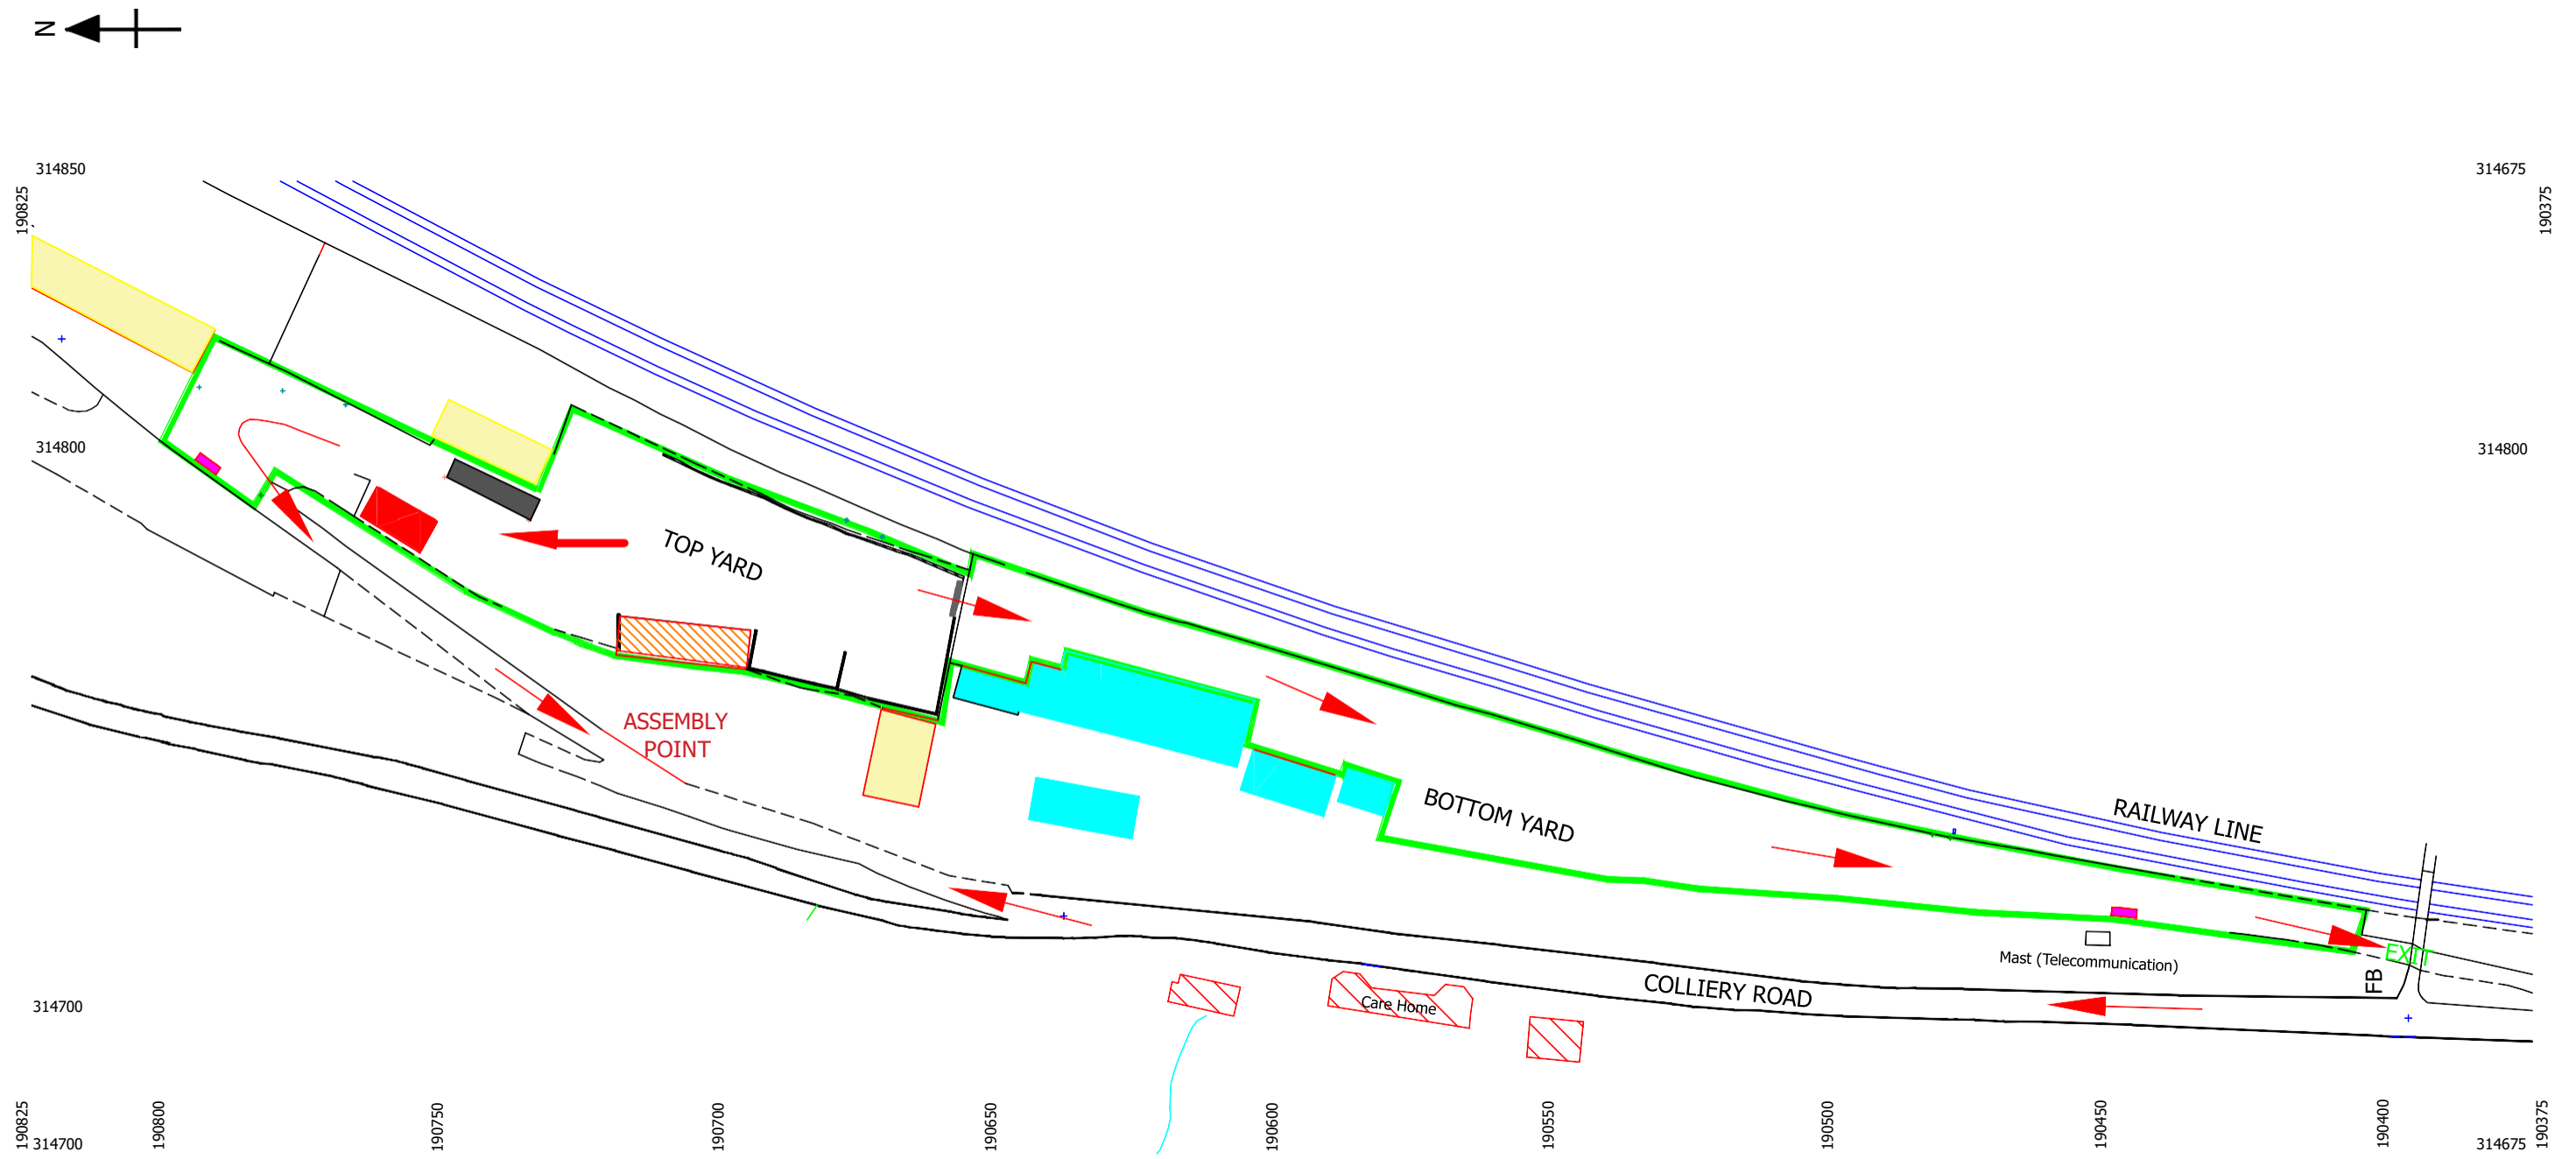 N
314850
314675
190825
190375
314800
314800
TOP YARD
ASSEMBLY
POINT
BOTTOM YARD
RAILWAY LINE
EXIT
Mast (Telecommunication)
FB
COLLIERY ROAD
Care Home
314700
190825
190800
190750
190700
190650
190600
190550
190500
190450
190400
190375
314700
314675